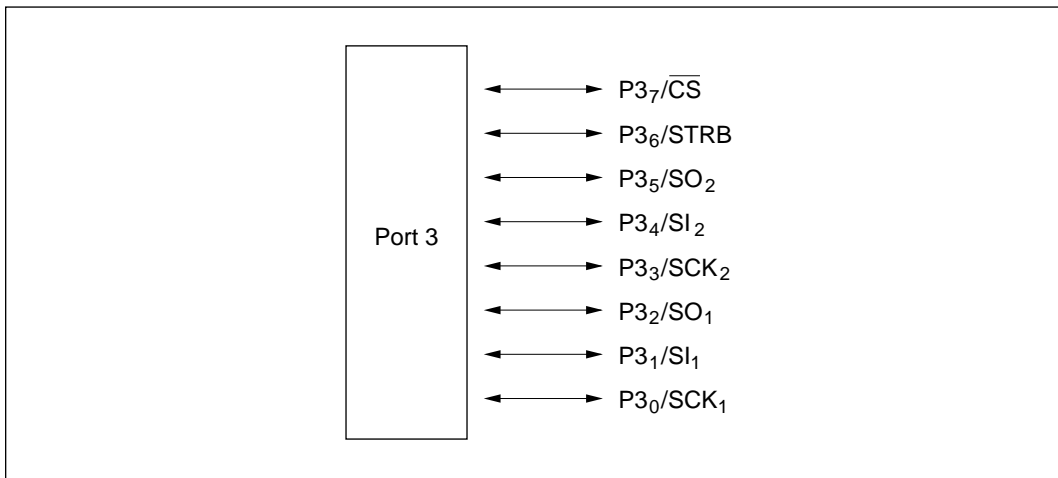 P3₇/C̅S̅
P3₆/STRB
P3₅/SO₂
P3₄/SI₂
Port 3
P3₃/SCK₂
P3₂/SO₁
P3₁/SI₁
P3₀/SCK₁